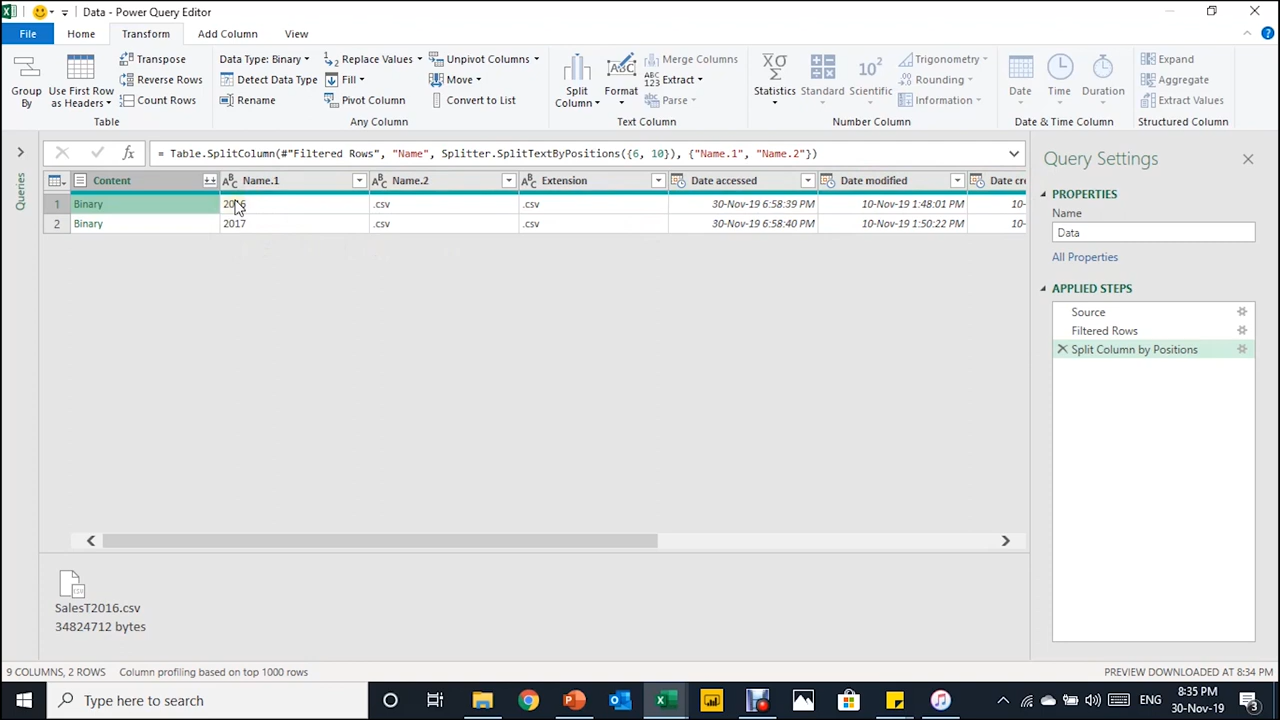 Data - Power Query Editor
File Home Transform Add Column View
Group By
Use First Row as Headers
Transpose
Reverse Rows
Count Rows
Table
Data Type: Binary
Detect Data Type
Rename
Replace Values
Fill
Pivot Column
Unpivot Columns
Move
Convert to List
Any Column
Split Column
Format
Merge Columns
Extract
Parse
Text Column
Statistics
Standard
Scientific
Trigonometry
Rounding
Information
Number Column
Date
Time
Duration
Date & Time Column
Expand
Aggregate
Extract Values
Structured Column
= Table.SplitColumn(#"Filtered Rows", "Name", Splitter.SplitTextByPositions({6, 10}), {"Name.1", "Name.2"})
Queries
Content Name.1 Name.2 Extension Date accessed Date modified Date cre
1 Binary 2016 .csv .csv 30-Nov-19 6:58:39 PM 10-Nov-19 1:48:01 PM 10-
2 Binary 2017 .csv .csv 30-Nov-19 6:58:40 PM 10-Nov-19 1:50:22 PM 10-
SalesT2016.csv
34824712 bytes
Query Settings
PROPERTIES
Name
Data
All Properties
APPLIED STEPS
Source
Filtered Rows
Split Column by Positions
9 COLUMNS, 2 ROWS Column profiling based on top 1000 rows
PREVIEW DOWNLOADED AT 8:34 PM
Type here to search
ENG
8:35 PM
30-Nov-19
3